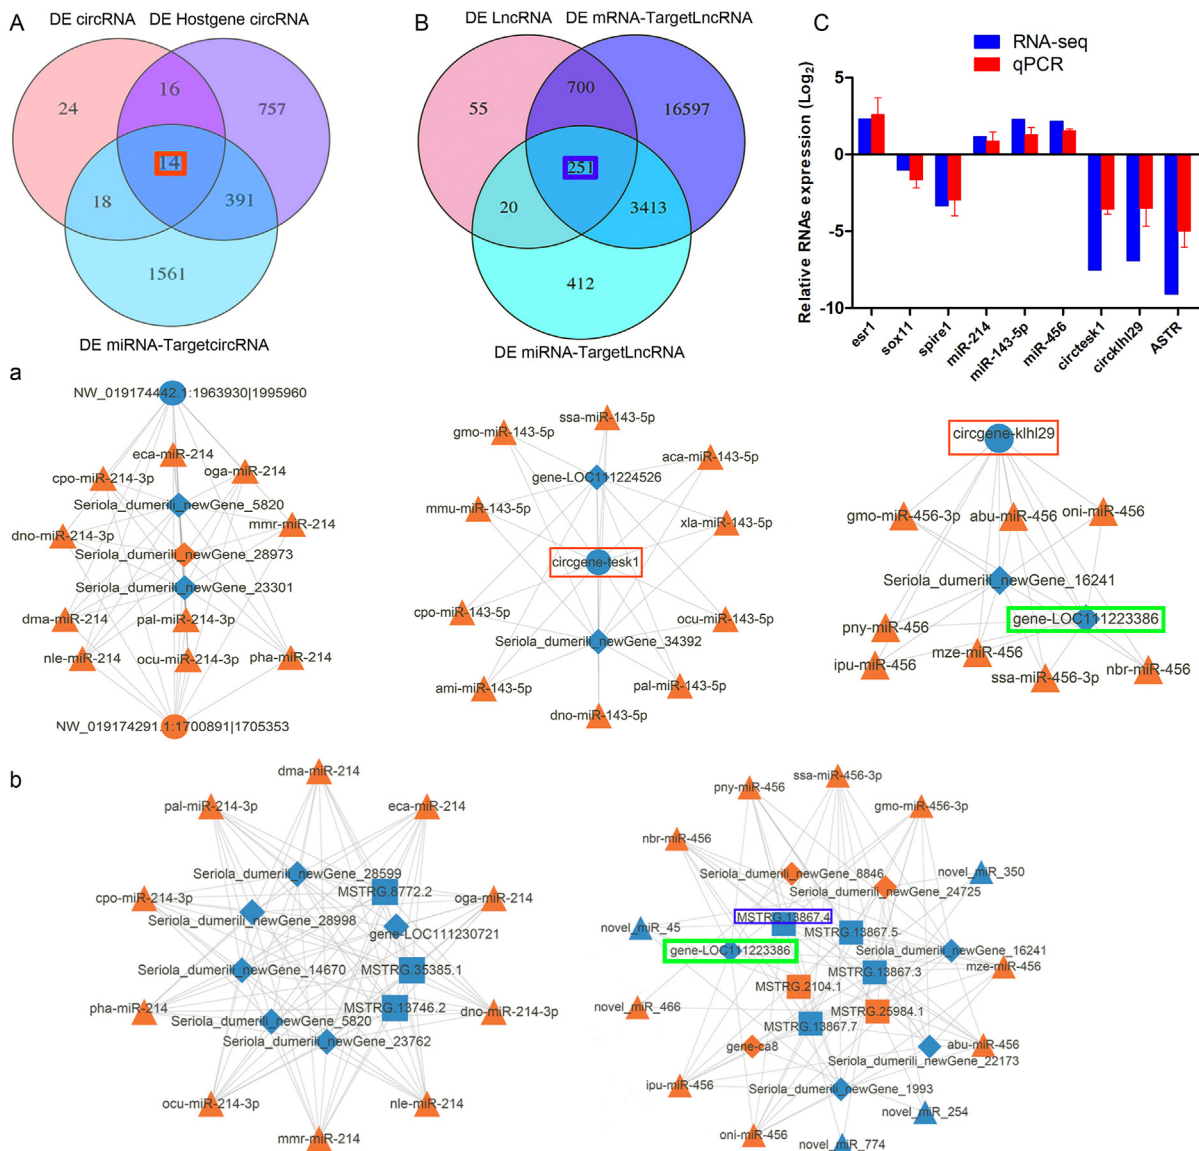 A
DE circRNA
DE Hostgene circRNA
24
16
757
14
18
391
1561
DE miRNA-TargetcircRNA
B
DE LncRNA
DE mRNA-TargetLncRNA
55
700
16597
251
20
3413
412
DE miRNA-TargetLncRNA
C
RNA-seq
qPCR
Relative RNAs expression (Log2)
5
0
-5
-10
esr1
sox11
spire1
miR-214
miR-143-5p
miR-456
circtesk1
circklhl29
ASTR
a
NW_019174442.1:1963930|1995960
eca-miR-214
cpo-miR-214-3p
oga-miR-214
Seriola_dumerili_newGene_5820
mmr-miR-214
dno-miR-214-3p
Seriola_dumerili_newGene_28973
Seriola_dumerili_newGene_23301
dma-miR-214
pal-miR-214-3p
nle-miR-214
ocu-miR-214-3p
pha-miR-214
NW_019174291.1:1700891|1705353
ssa-miR-143-5p
gmo-miR-143-5p
aca-miR-143-5p
gene-LOC111224526
mmu-miR-143-5p
xla-miR-143-5p
circgene-tesk1
cpo-miR-143-5p
ocu-miR-143-5p
Seriola_dumerili_newGene_34392
ami-miR-143-5p
pal-miR-143-5p
dno-miR-143-5p
circgene-klhl29
gmo-miR-456-3p
abu-miR-456
oni-miR-456
Seriola_dumerili_newGene_16241
gene-LOC111223386
pny-miR-456
ipu-miR-456
mze-miR-456
ssa-miR-456-3p
nbr-miR-456
b
dma-miR-214
pal-miR-214-3p
eca-miR-214
Seriola_dumerili_newGene_28599
MSTRG.8772.2
cpo-miR-214-3p
oga-miR-214
Seriola_dumerili_newGene_28998
gene-LOC111230721
Seriola_dumerili_newGene_14670
MSTRG.35385.1
pha-miR-214
MSTRG.13746.2
dno-miR-214-3p
Seriola_dumerili_newGene_5820
Seriola_dumerili_newGene_23762
ocu-miR-214-3p
nle-miR-214
mmr-miR-214
ssa-miR-456-3p
pny-miR-456
gmo-miR-456-3p
nbr-miR-456
Seriola_dumerili_newGene_8846
novel_miR_350
Seriola_dumerili_newGene_24725
MSTRG.13867.4
novel_miR_45
MSTRG.13867.5
gene-LOC111223386
Seriola_dumerili_newGene_16241
mze-miR-456
MSTRG.13867.3
MSTRG.2104.1
novel_miR_466
MSTRG.25984.1
MSTRG.13867.7
gene-ca8
abu-miR-456
Seriola_dumerili_newGene_22173
ipu-miR-456
Seriola_dumerili_newGene_1993
novel_miR_254
oni-miR-456
novel_miR_774